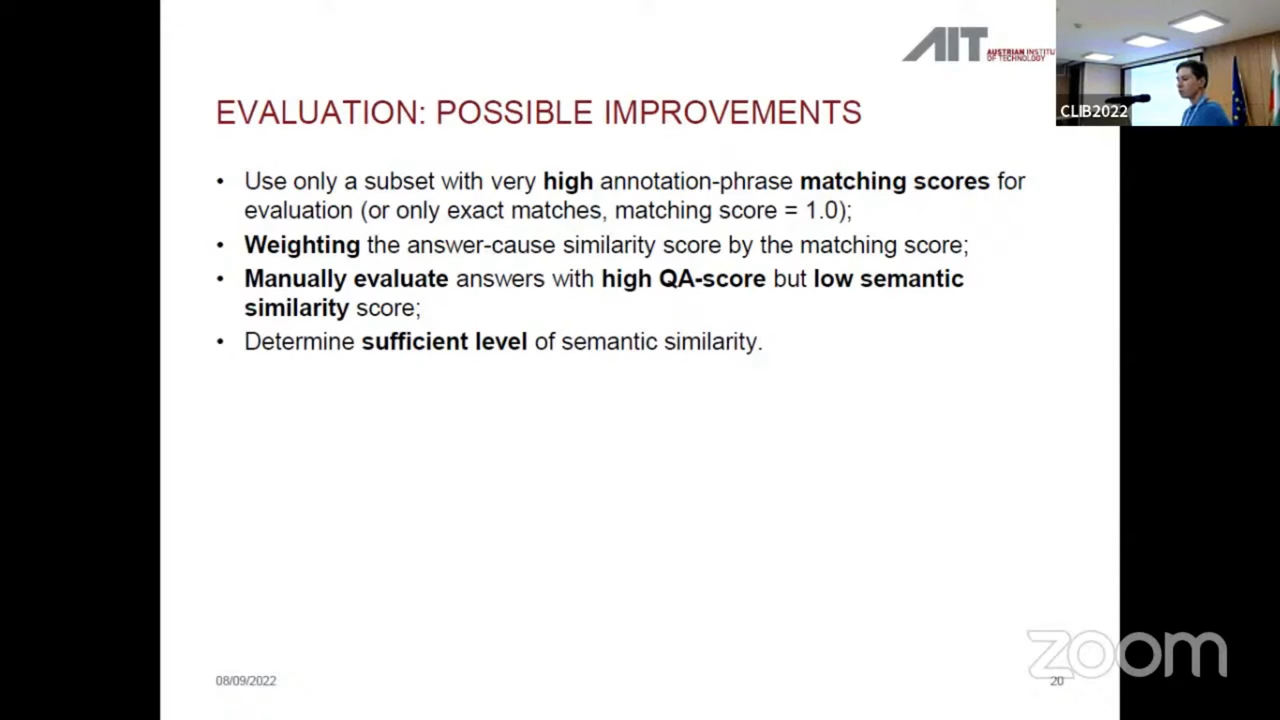 AIT
AUSTRIAN INSTITU
OF TECHNOLOGY
CLIB2022
EVALUATION: POSSIBLE IMPROVEMENTS
• Use only a subset with very high annotation-phrase matching scores for
evaluation (or only exact matches, matching score = 1.0);
• Weighting the answer-cause similarity score by the matching score;
• Manually evaluate answers with high QA-score but low semantic
similarity score;
• Determine sufficient level of semantic similarity.
zoom
08/09/2022
20